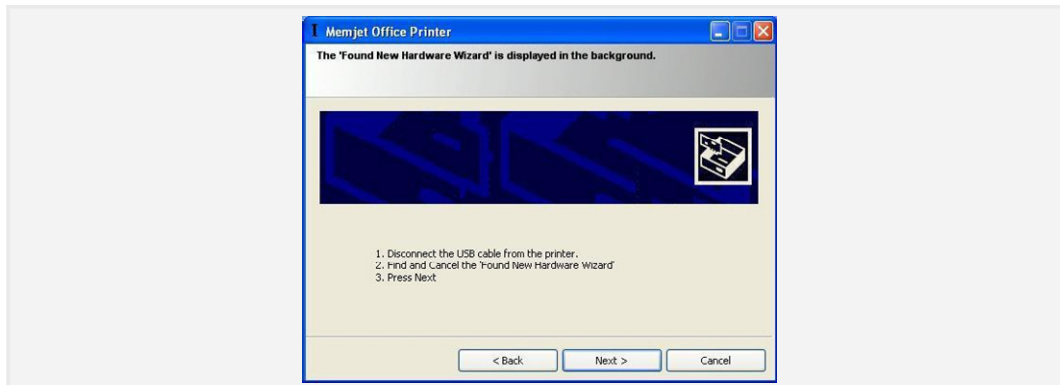 Memjet Office Printer
The 'Found New Hardware Wizard' is displayed in the background.
1. Disconnect the USB cable from the printer.
2. Find and Cancel the 'Found New Hardware Wizard'
3. Press Next
< Back Next > Cancel